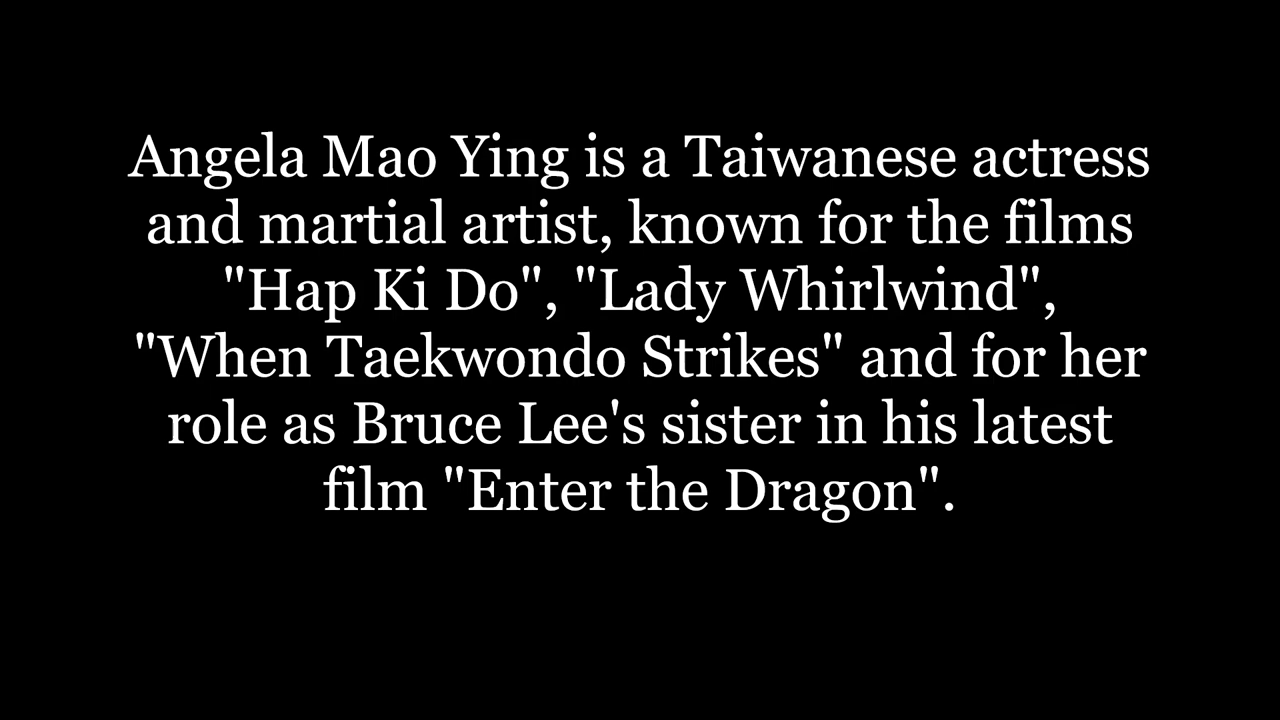 Angela Mao Ying is a Taiwanese actress
and martial artist, known for the films
"Hap Ki Do", "Lady Whirlwind",
"When Taekwondo Strikes" and for her
role as Bruce Lee's sister in his latest
film "Enter the Dragon".